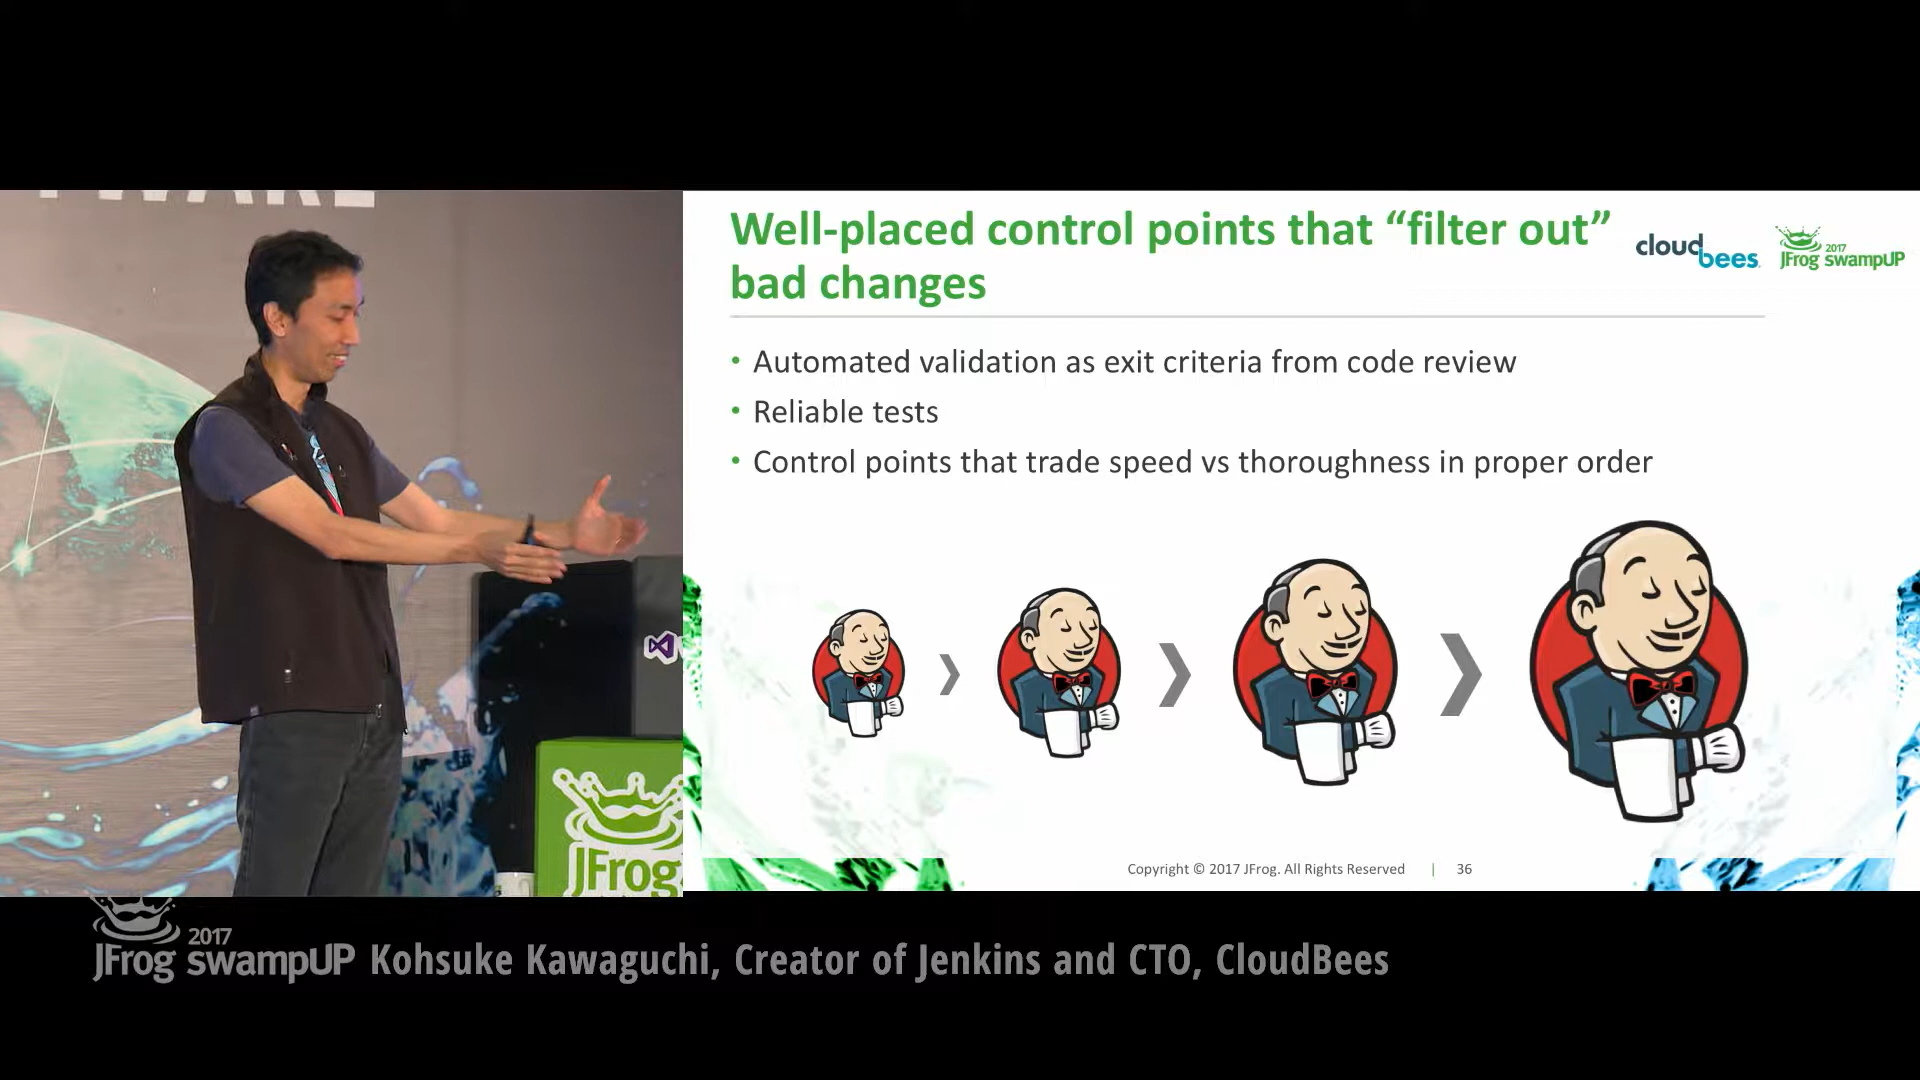 Well-placed control points that “filter out”
bad changes
cloudbees
2017
JFrog swampUP
• Automated validation as exit criteria from code review
• Reliable tests
• Control points that trade speed vs thoroughness in proper order
JFrog
Copyright © 2017 JFrog. All Rights Reserved | 36
2017
JFrog swampUP Kohsuke Kawaguchi, Creator of Jenkins and CTO, CloudBees